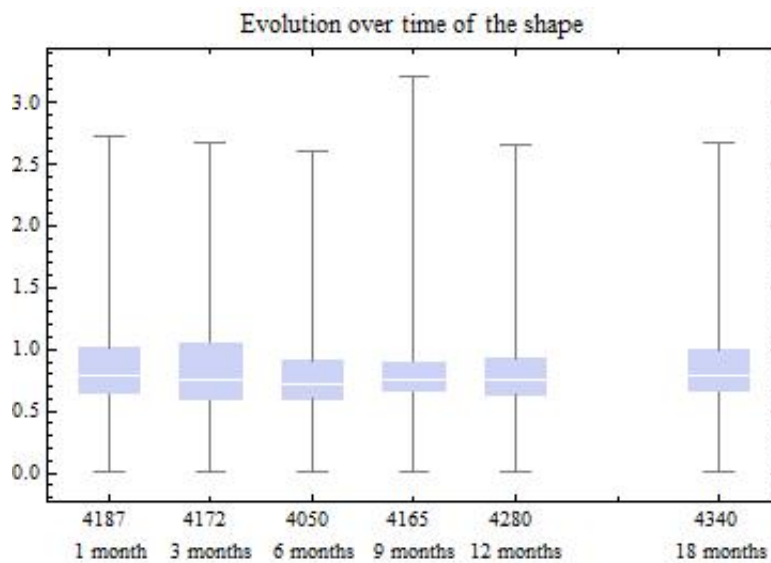 Evolution over time of the shape
3.0
2.5
2.0
1.5
1.0
0.5
0.0
4187 4172 4050 4165 4280 4340
1 month 3 months 6 months 9 months 12 months 18 months